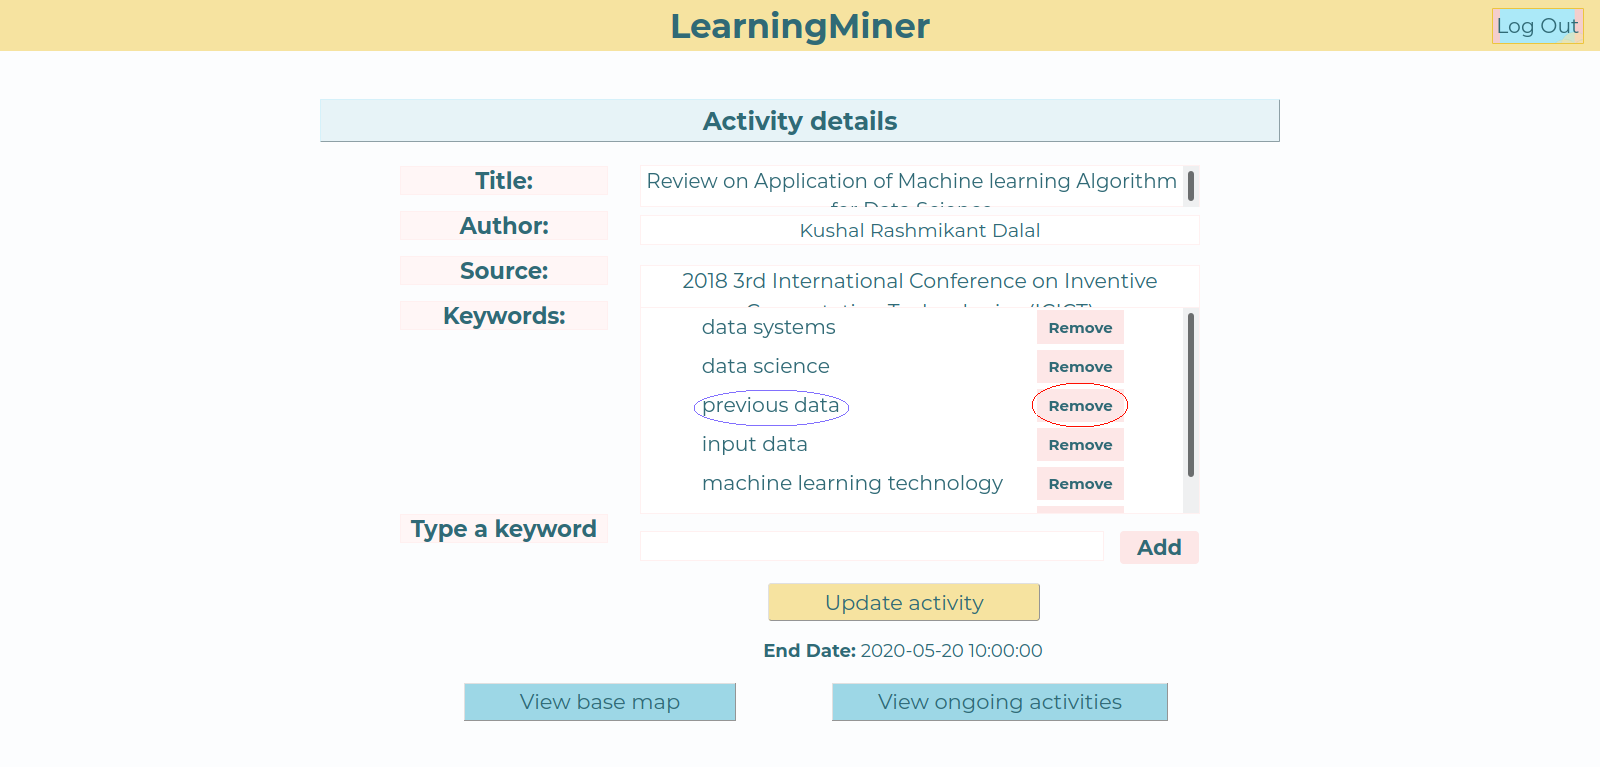 LearningMiner
Log Out
Activity details
Title:
Review on Application of Machine learning Algorithm
for Data Science
Author:
Kushal Rashmikant Dalal
Source:
2018 3rd International Conference on Inventive
Keywords:
data systems Remove
data science Remove
previous data Remove
input data Remove
machine learning technology Remove
Type a keyword
Add
Update activity
End Date: 2020-05-20 10:00:00
View base map
View ongoing activities